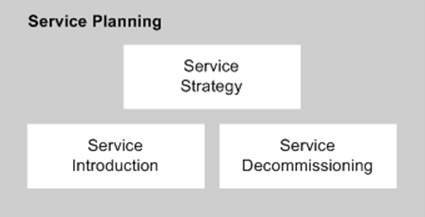 Service Planning
Service
Strategy
Service
Introduction
Service
Decommissioning